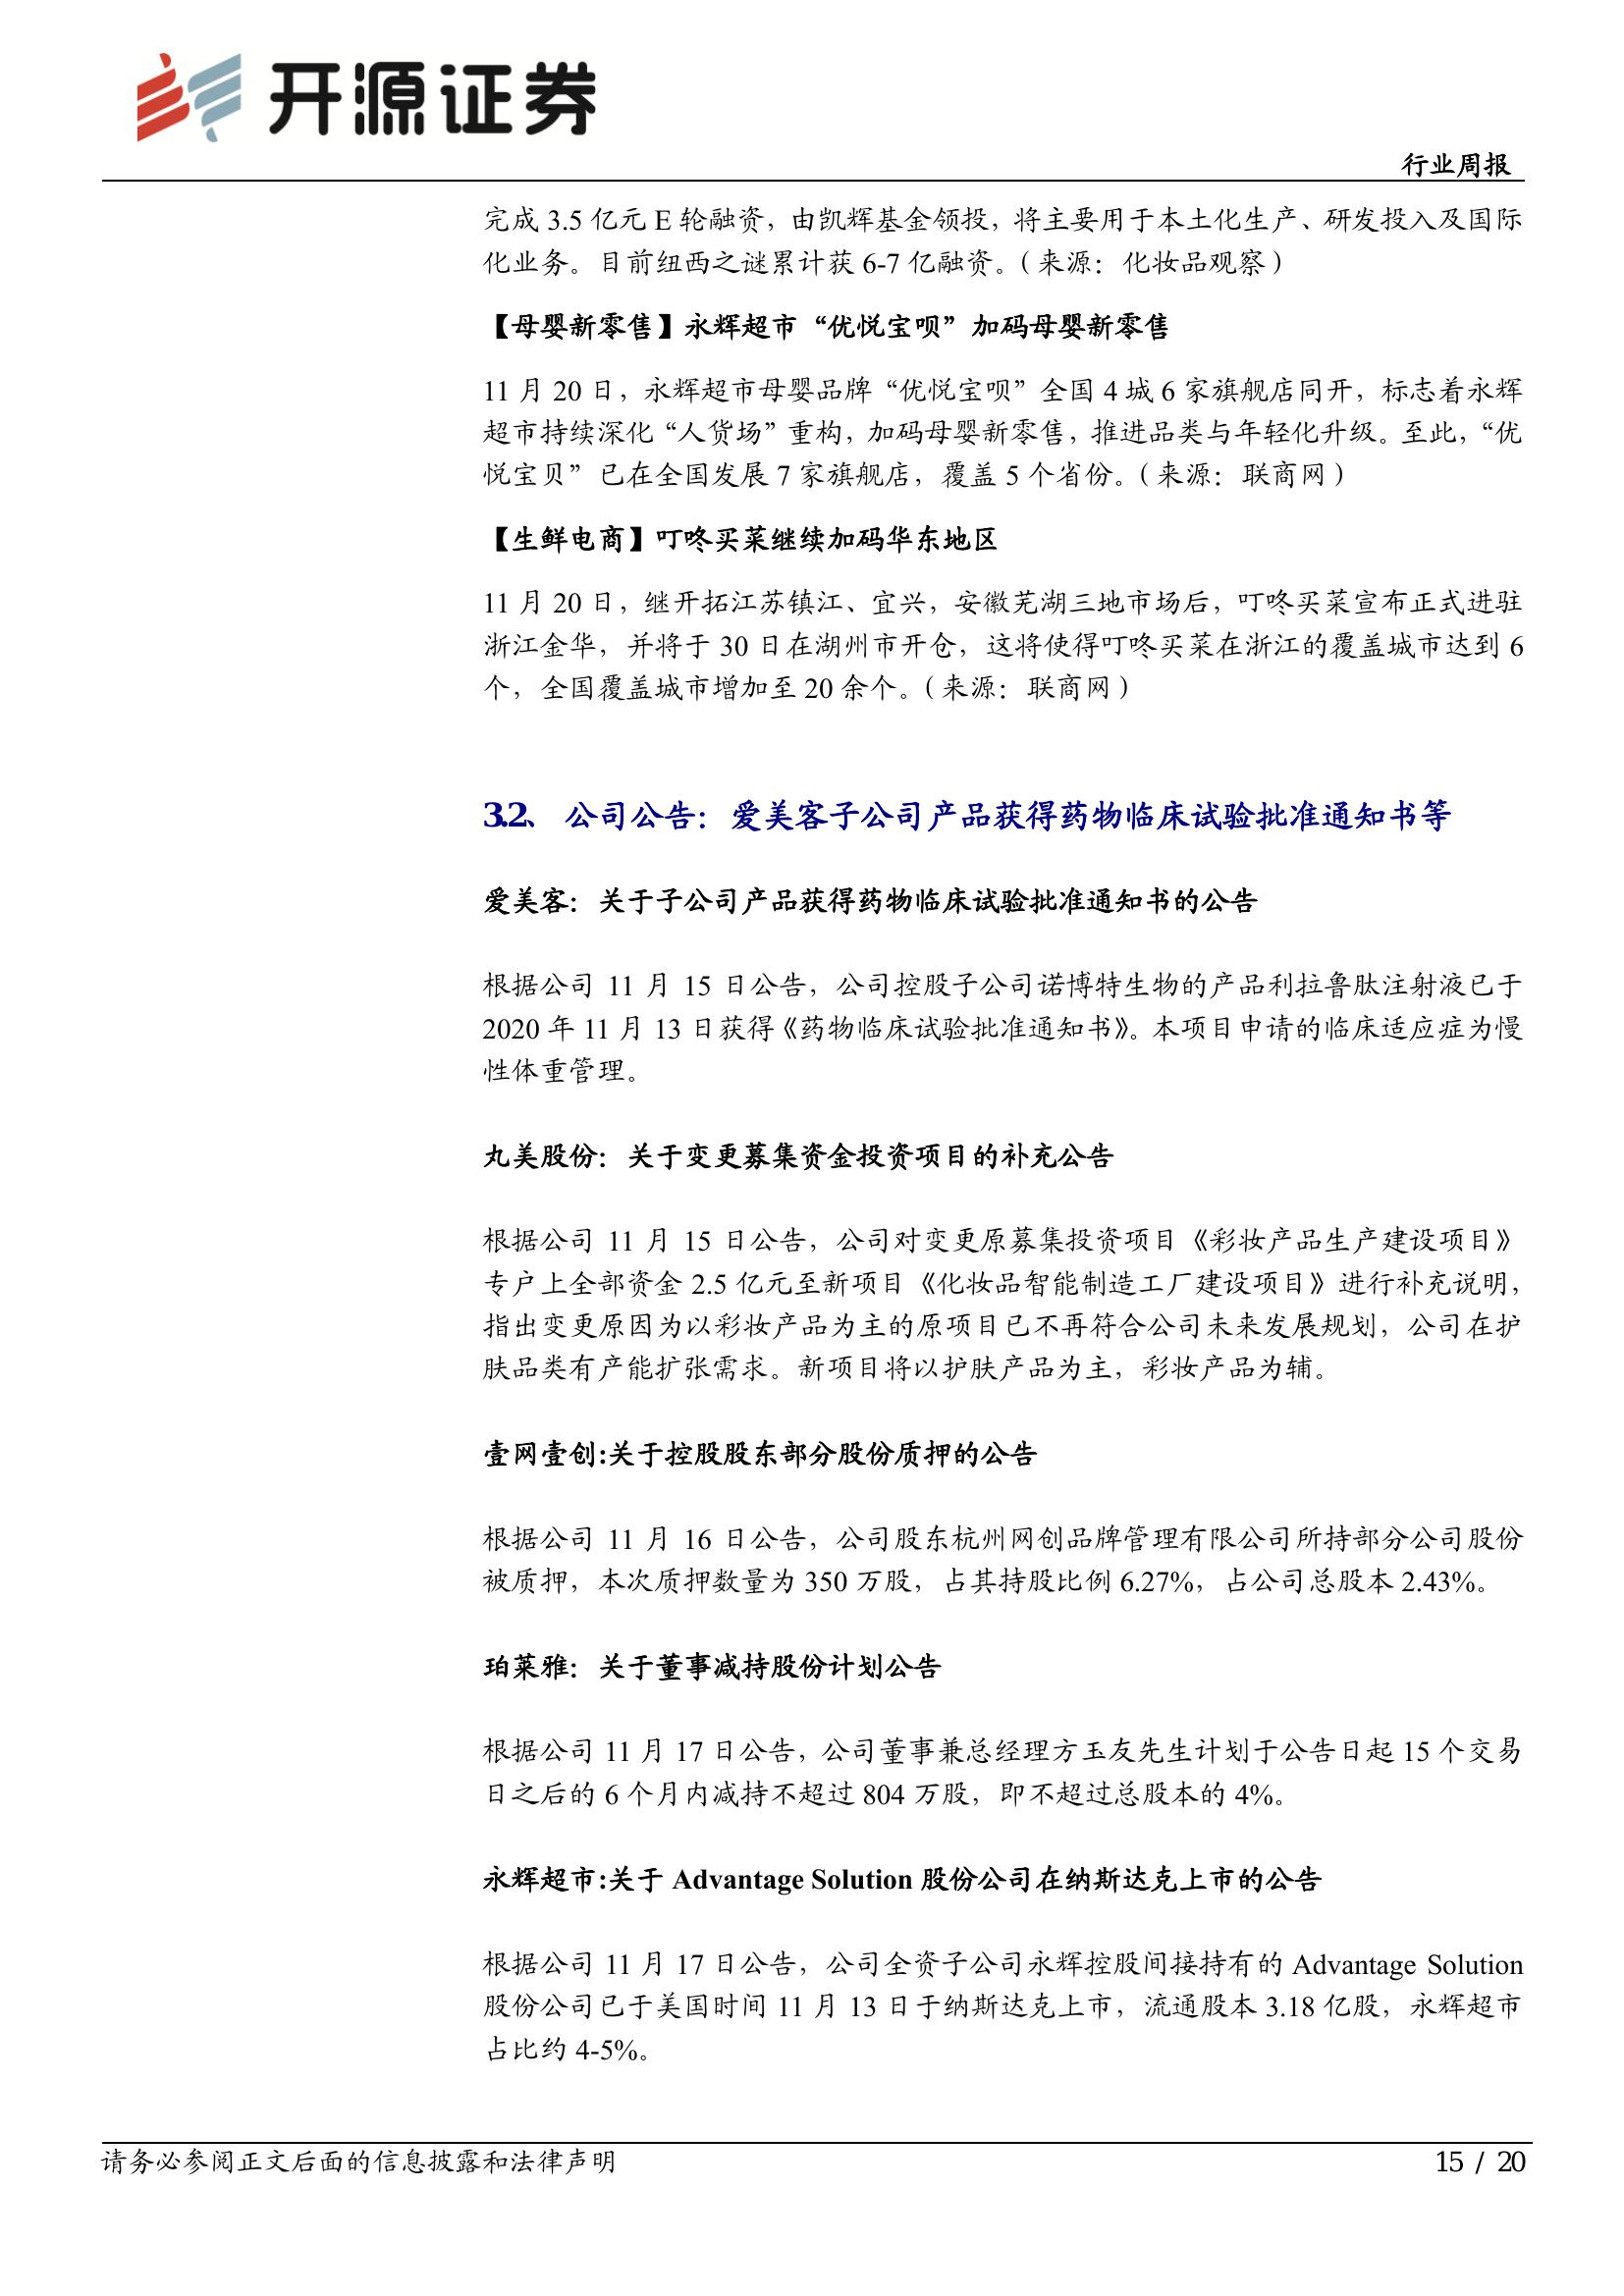 开源证券
行业周报
完成 3.5 亿元 E 轮融资，由凯辉基金领投，将主要用于本土化生产、研发投入及国际
化业务。目前纽西之谜累计获 6-7 亿融资。（来源：化妆品观察）
【母婴新零售】永辉超市“优悦宝呗”加码母婴新零售
11 月 20 日，永辉超市母婴品牌“优悦宝呗”全国 4 城 6 家旗舰店同开，标志着永辉
超市持续深化“人货场”重构，加码母婴新零售，推进品类与年轻化升级。至此，“优
悦宝贝”已在全国发展 7 家旗舰店，覆盖 5 个省份。（来源：联商网）
【生鲜电商】叮咚买菜继续加码华东地区
11 月 20 日，继开拓江苏镇江、宜兴，安徽芜湖三地市场后，叮咚买菜宣布正式进驻
浙江金华，并将于 30 日在湖州市开仓，这将使得叮咚买菜在浙江的覆盖城市达到 6
个，全国覆盖城市增加至 20 余个。（来源：联商网）
3.2、 公司公告：爱美客子公司产品获得药物临床试验批准通知书等
爱美客：关于子公司产品获得药物临床试验批准通知书的公告
根据公司 11 月 15 日公告，公司控股子公司诺博特生物的产品利拉鲁肽注射液已于
2020 年 11 月 13 日获得《药物临床试验批准通知书》。本项目申请的临床适应症为慢
性体重管理。
丸美股份：关于变更募集资金投资项目的补充公告
根据公司 11 月 15 日公告，公司对变更原募集投资项目《彩妆产品生产建设项目》
专户上全部资金 2.5 亿元至新项目《化妆品智能制造工厂建设项目》进行补充说明，
指出变更原因为以彩妆产品为主的原项目已不再符合公司未来发展规划，公司在护
肤品类有产能扩张需求。新项目将以护肤产品为主，彩妆产品为辅。
壹网壹创:关于控股股东部分股份质押的公告
根据公司 11 月 16 日公告，公司股东杭州网创品牌管理有限公司所持部分公司股份
被质押，本次质押数量为 350 万股，占其持股比例 6.27%，占公司总股本 2.43%。
珀莱雅：关于董事减持股份计划公告
根据公司 11 月 17 日公告，公司董事兼总经理方玉友先生计划于公告日起 15 个交易
日之后的 6 个月内减持不超过 804 万股，即不超过总股本的 4%。
永辉超市:关于 Advantage Solution 股份公司在纳斯达克上市的公告
根据公司 11 月 17 日公告，公司全资子公司永辉控股间接持有的 Advantage Solution
股份公司已于美国时间 11 月 13 日于纳斯达克上市，流通股本 3.18 亿股，永辉超市
占比约 4-5%。
请务必参阅正文后面的信息披露和法律声明
15 / 20